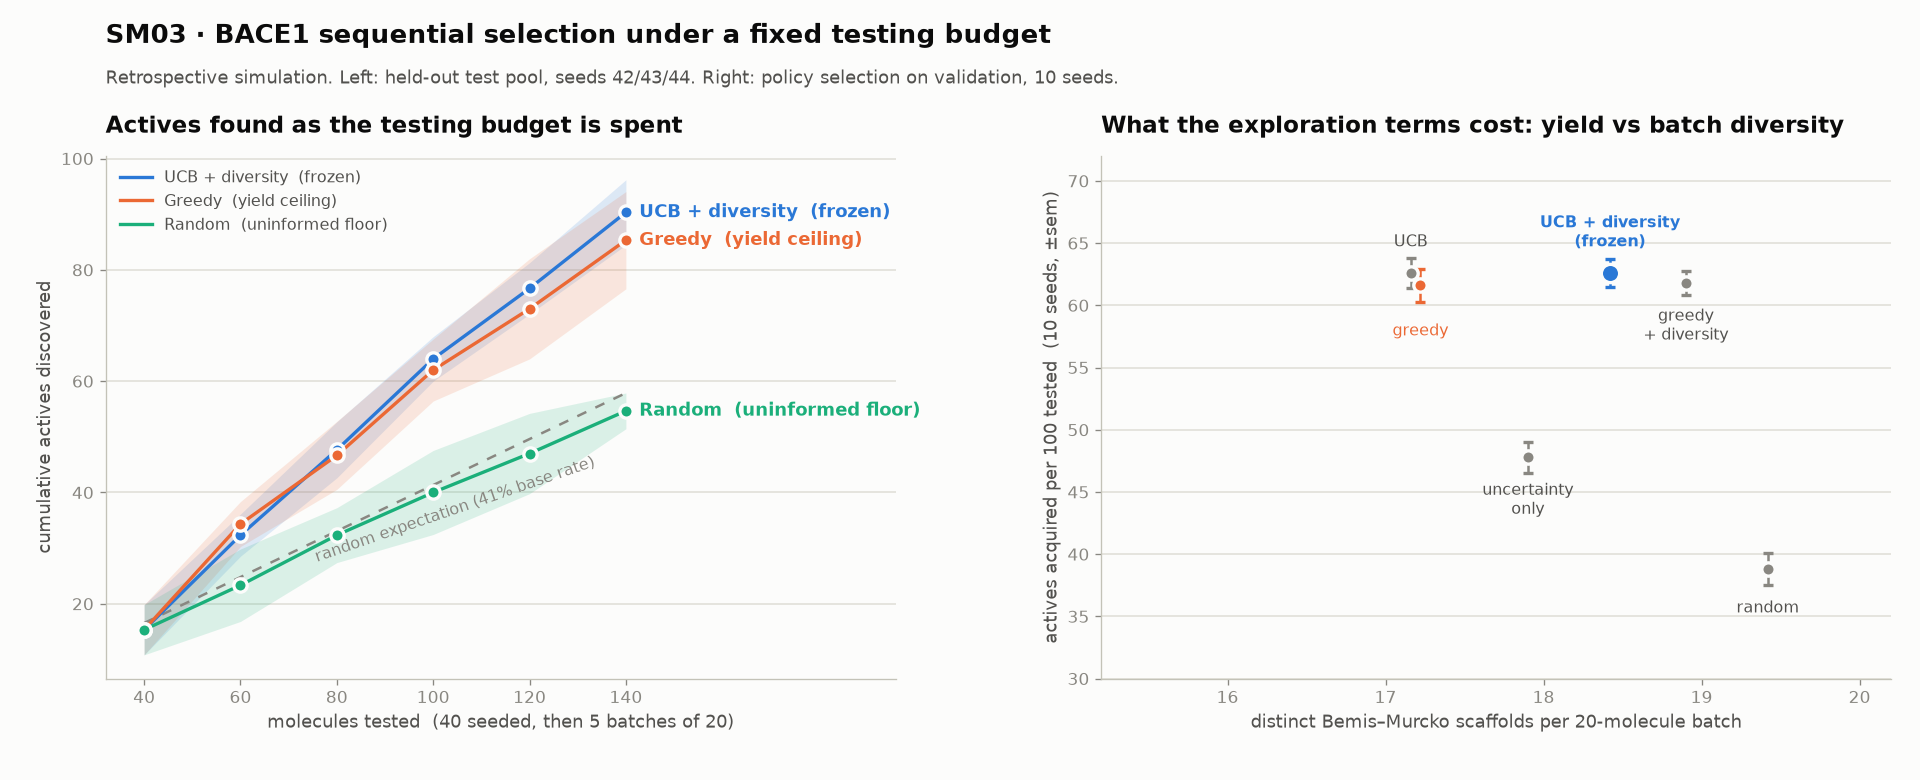 SM03 · BACE1 sequential selection under a fixed testing budget
Retrospective simulation. Left: held-out test pool, seeds 42/43/44. Right: policy selection on validation, 10 seeds.
Actives found as the testing budget is spent
100
80
60
40
20
cumulative actives discovered
UCB + diversity (frozen)
Greedy (yield ceiling)
Random (uninformed floor)
UCB + diversity (frozen)
Greedy (yield ceiling)
Random (uninformed floor)
random expectation (41% base rate)
40
60
80
100
120
140
molecules tested (40 seeded, then 5 batches of 20)
What the exploration terms cost: yield vs batch diversity
70
65
60
55
50
45
40
35
30
actives acquired per 100 tested (10 seeds, ±sem)
UCB
greedy
UCB + diversity
(frozen)
greedy
+ diversity
uncertainty
only
random
16
17
18
19
20
distinct Bemis–Murcko scaffolds per 20-molecule batch